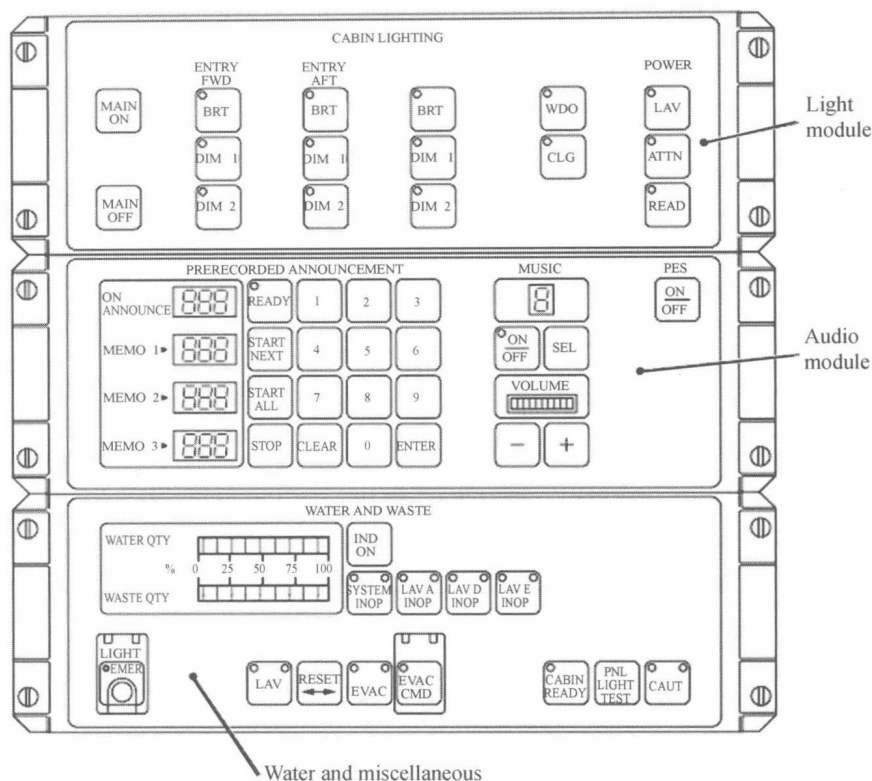 CABIN LIGHTING
ENTRY FWD
ENTRY AFT
POWER
MAIN ON
BRT
BRT
BRT
WDO
LAV
DIM 1
DIM 1
DIM 1
CLG
ATTN
MAIN OFF
DIM 2
DIM 2
DIM 2
READ
Light module
PRERECORDED ANNOUNCEMENT
MUSIC
PES
ON ANNOUNCE
888
READY
1
2
3
8
ON OFF
MEMO 1
888
START NEXT
4
5
6
ON OFF
SEL
Audio module
MEMO 2
888
START ALL
7
8
9
VOLUME
MEMO 3
888
STOP
CLEAR
0
ENTER
− +
WATER AND WASTE
WATER QTY
IND ON
% 0 25 50 75 100
WASTE QTY
SYSTEM INOP
LAV A INOP
LAV D INOP
LAV E INOP
LIGHT
EMER
LAV
RESET
EVAC
EVAC CMD
CABIN READY
PNL LIGHT TEST
CAUT
Water and miscellaneous